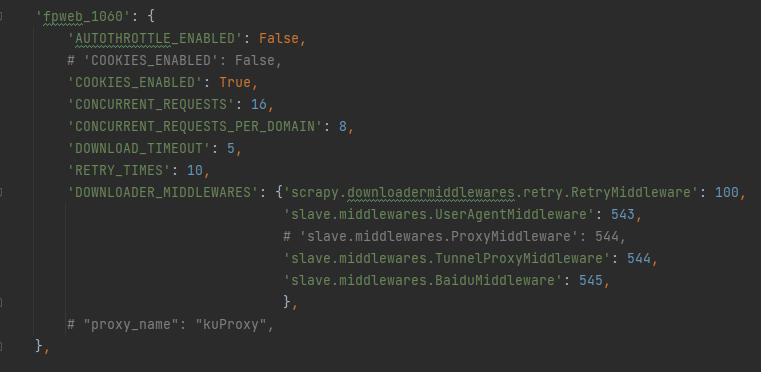 'fpweb_1060': {
'AUTOTHROTTLE_ENABLED': False,
# 'COOKIES_ENABLED': False,
'COOKIES_ENABLED': True,
'CONCURRENT_REQUESTS': 16,
'CONCURRENT_REQUESTS_PER_DOMAIN': 8,
'DOWNLOAD_TIMEOUT': 5,
'RETRY_TIMES': 10,
'DOWNLOADER_MIDDLEWARES': {'scrapy.downloadermiddlewares.retry.RetryMiddleware': 100,
'slave.middlewares.UserAgentMiddleware': 543,
# 'slave.middlewares.ProxyMiddleware': 544,
'slave.middlewares.TunnelProxyMiddleware': 544,
'slave.middlewares.BaiduMiddleware': 545,
},
# "proxy_name": "kuProxy",
},